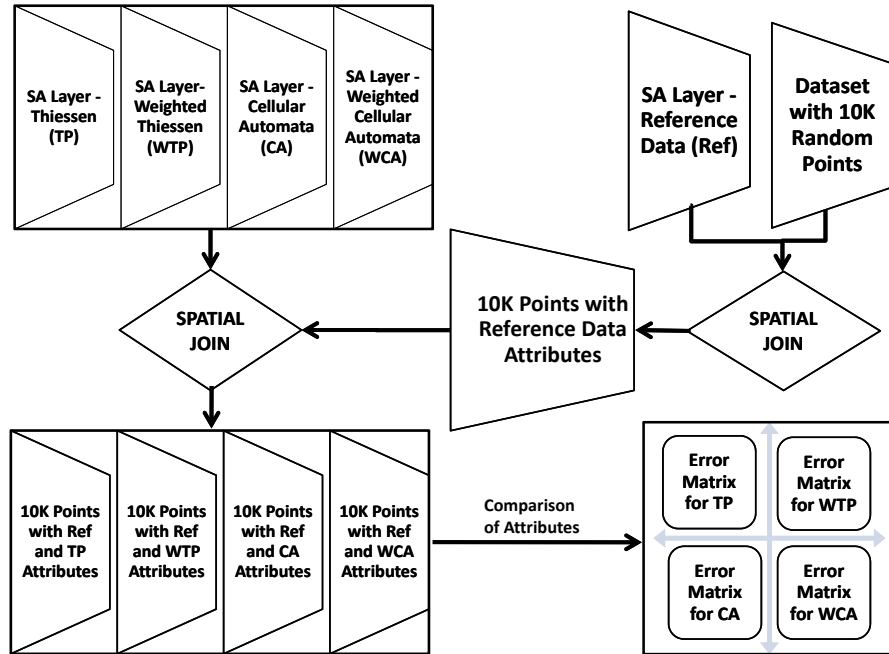 SA Layer -
Thiessen
(TP)
SA Layer-
Weighted
Thiessen
(WTP)
SA Layer -
Cellular
Automata
(CA)
SA Layer -
Weighted
Cellular
Automata
(WCA)
SA Layer -
Reference
Data (Ref)
Dataset
with 10K
Random
Points
SPATIAL
JOIN
10K Points with
Reference Data
Attributes
SPATIAL
JOIN
10K Points
with Ref
and TP
Attributes
10K Points
with Ref
and WTP
Attributes
10K Points
with Ref
and CA
Attributes
10K Points
with Ref
and WCA
Attributes
Comparison
of Attributes
Error
Matrix
for TP
Error
Matrix
for WTP
Error
Matrix
for CA
Error
Matrix
for WCA